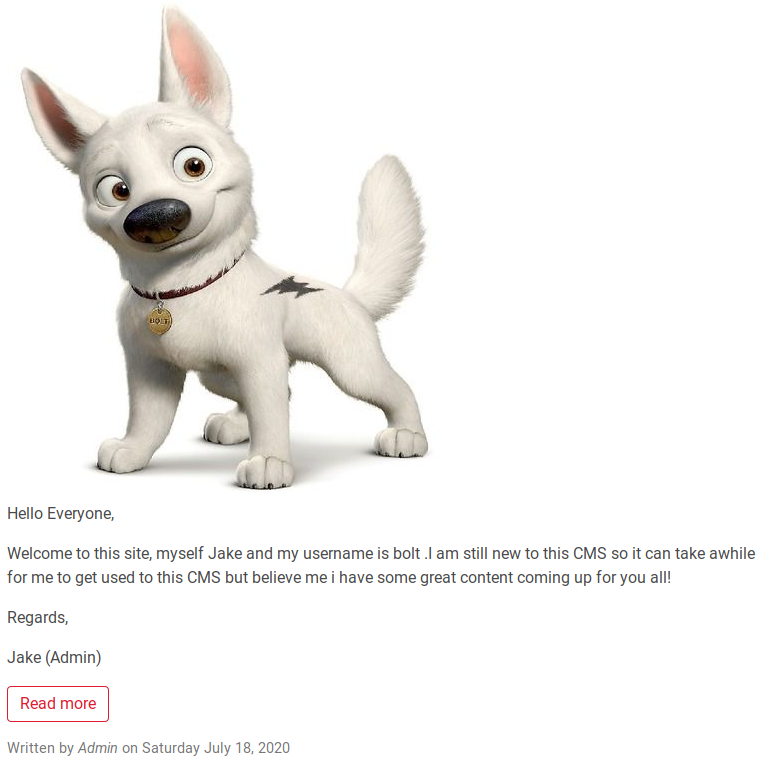 BOLT
Hello Everyone,
Welcome to this site, myself Jake and my username is bolt .I am still new to this CMS so it can take awhile
for me to get used to this CMS but believe me i have some great content coming up for you all!
Regards,
Jake (Admin)
Read more
Written by Admin on Saturday July 18, 2020